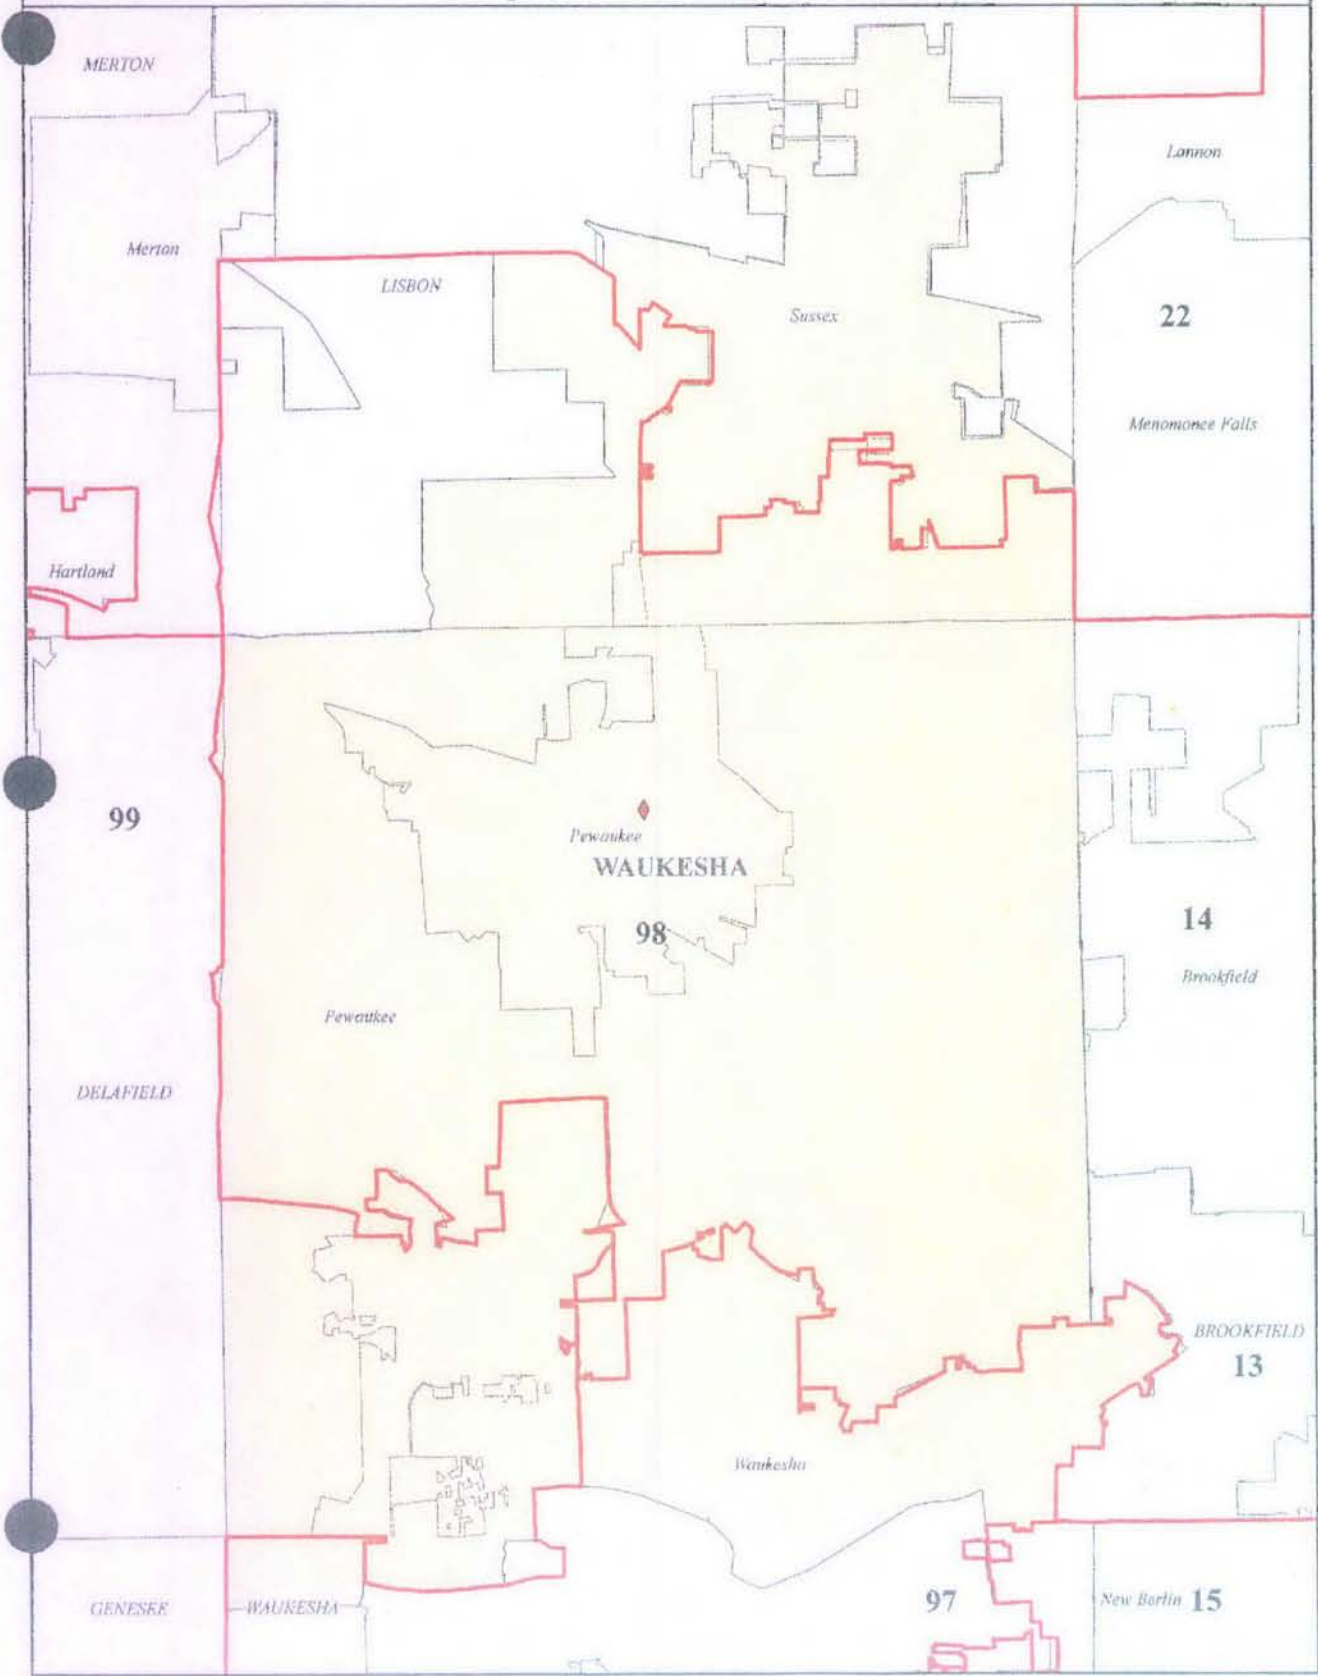 MERTON
Lannon
Merton
LISBON
Sussex
22
Menomonee Falls
Hartland
99
Pewaukee
WAUKESHA
98
14
Brookfield
Pewaukee
DELAFIELD
BROOKFIELD
13
Waukesha
GENESEE
WAUKESHA
97
New Berlin 15